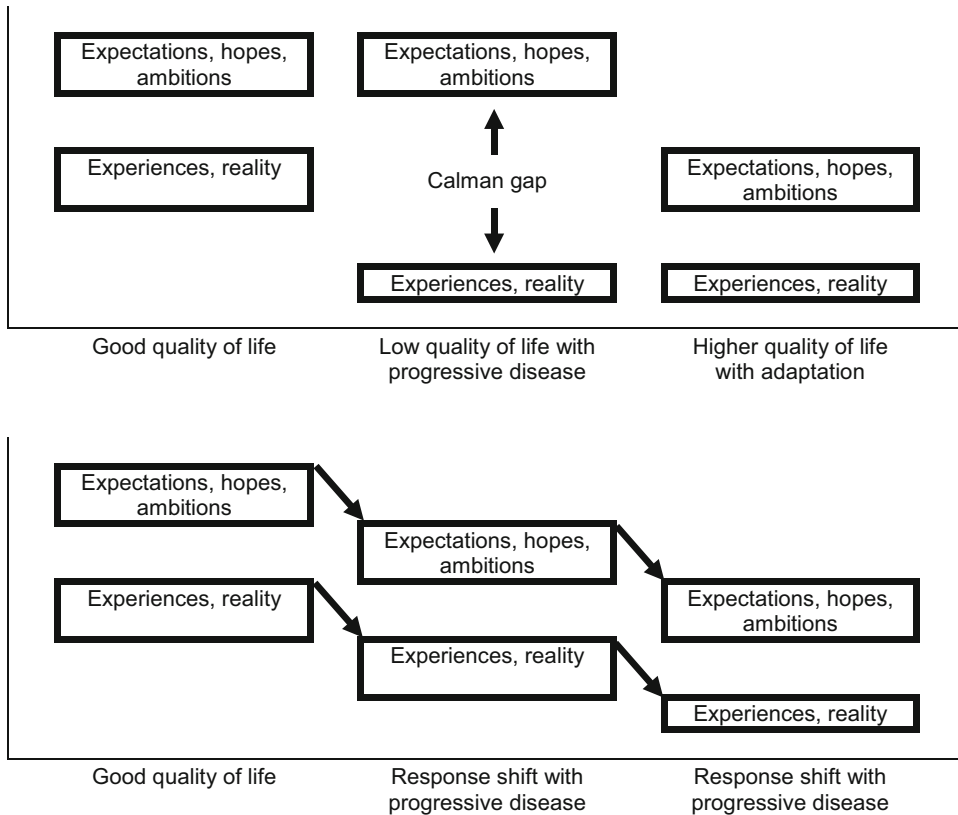 Expectations, hopes,
ambitions
Expectations, hopes,
ambitions
Experiences, reality
Calman gap
Expectations, hopes,
ambitions
Experiences, reality
Experiences, reality
Good quality of life
Low quality of life with
progressive disease
Higher quality of life
with adaptation
Expectations, hopes,
ambitions
Expectations, hopes,
ambitions
Experiences, reality
Expectations, hopes,
ambitions
Experiences, reality
Experiences, reality
Good quality of life
Response shift with
progressive disease
Response shift with
progressive disease